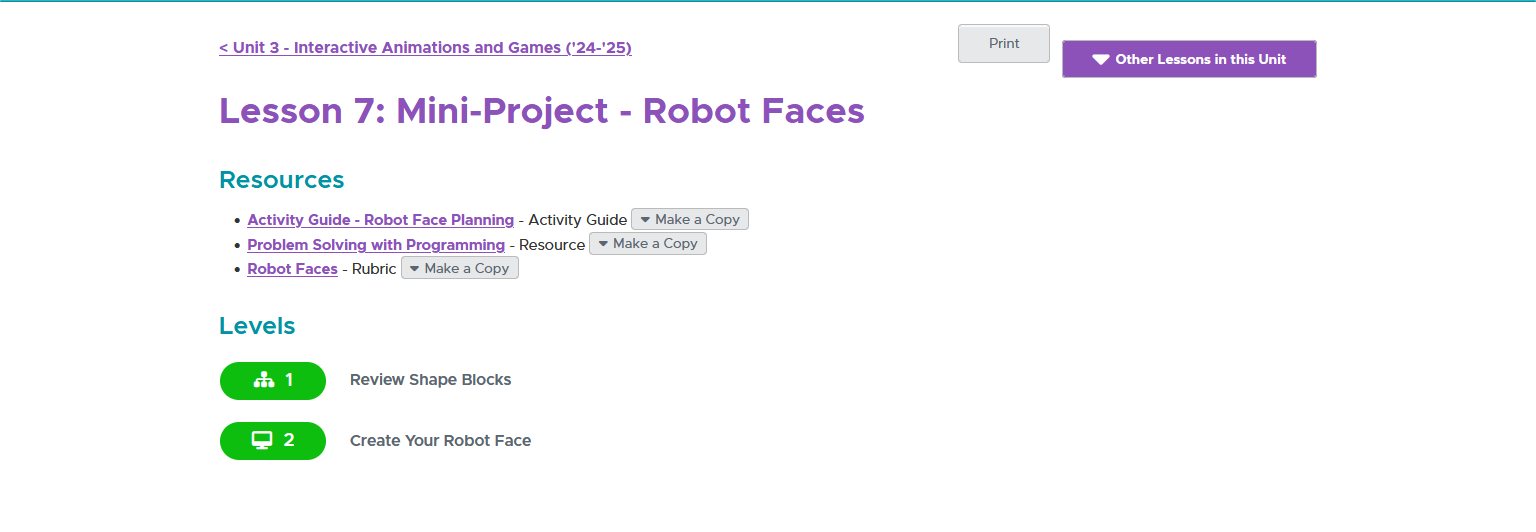 < Unit 3 - Interactive Animations and Games ('24-'25)
Print
Other Lessons in this Unit
Lesson 7: Mini-Project - Robot Faces
Resources
Activity Guide - Robot Face Planning - Activity Guide Make a Copy
Problem Solving with Programming - Resource Make a Copy
Robot Faces - Rubric Make a Copy
Levels
1 Review Shape Blocks
2 Create Your Robot Face